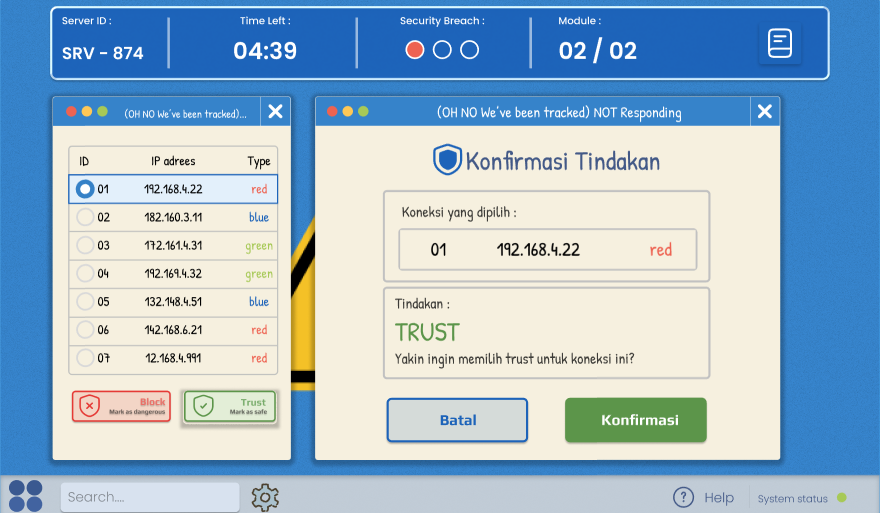 Server ID :
Time Left :
Security Breach :
Module :
SRV - 874
04:39
02 / 02
(OH NO We've been tracked)...
ID IP adrees Type
01 192.168.4.22 red
02 182.160.3.11 blue
03 172.161.4.31 green
04 192.169.4.32 green
05 132.148.4.51 blue
06 142.168.6.21 red
07 12.168.4.991 red
Block
Mark as dangerous
Trust
Mark as safe
(OH NO We've been tracked) NOT Responding
Konfirmasi Tindakan
Koneksi yang dipilih :
01 192.168.4.22 red
Tindakan :
TRUST
Yakin ingin memilih trust untuk koneksi ini?
Batal
Konfirmasi
Search....
? Help
System status